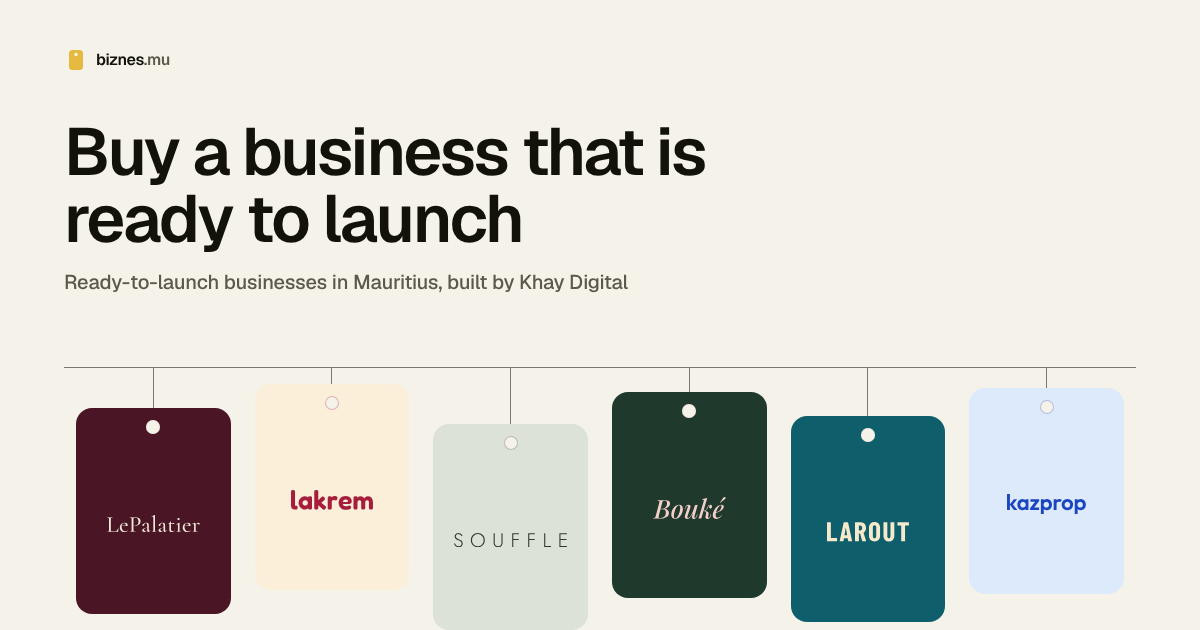 biznes.mu
Buy a business that is
ready to launch
Ready-to-launch businesses in Mauritius, built by Khay Digital
LePalatier
lakrem
SOUFFLE
Bouké
LAROUT
kazprop